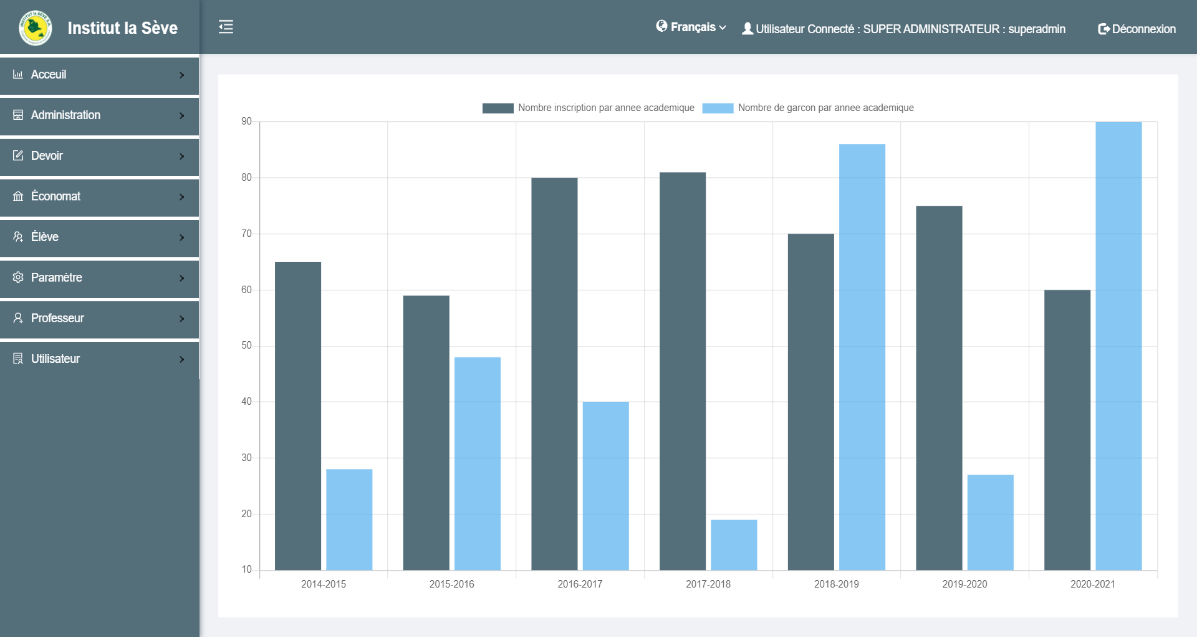 Institut la Sève
Français
Utilisateur Connecté : SUPER ADMINISTRATEUR : superadmin
Déconnexion
Acceuil
Administration
Devoir
Économat
Élève
Paramètre
Professeur
Utilisateur
Nombre inscription par annee academique
Nombre de garcon par annee academique
90
80
70
60
50
40
30
20
10
2014-2015
2015-2016
2016-2017
2017-2018
2018-2019
2019-2020
2020-2021